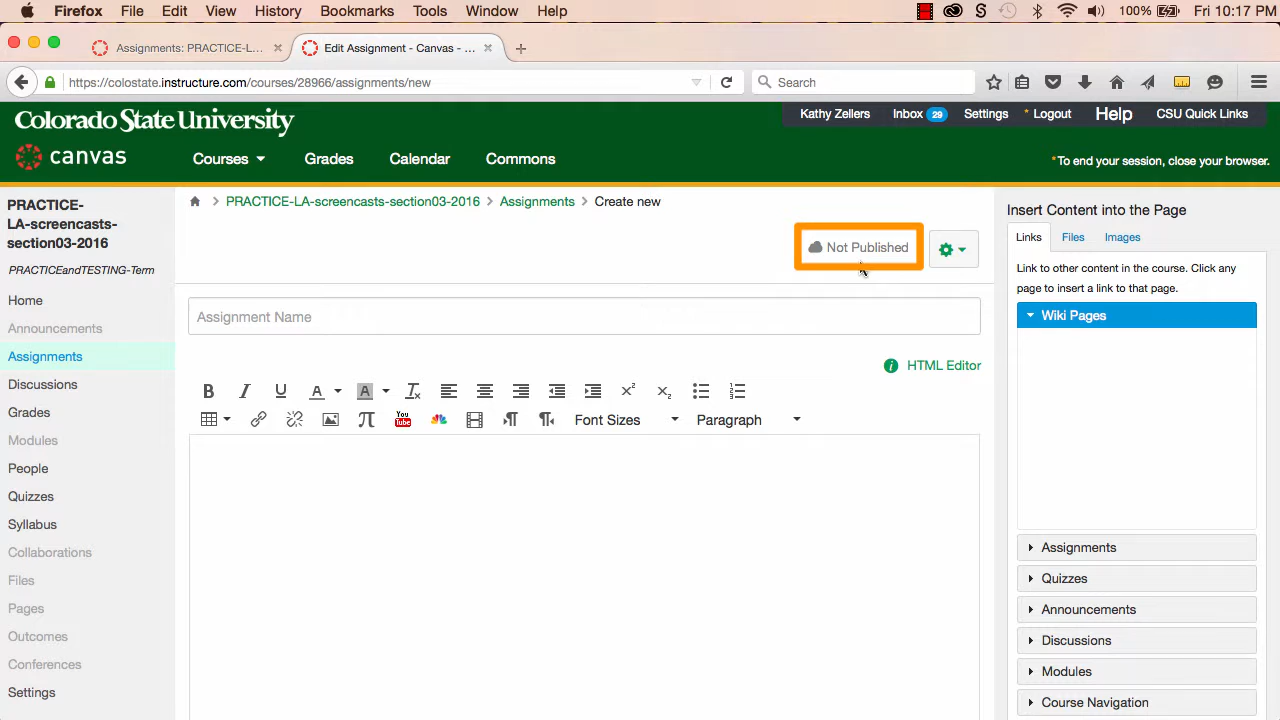 Firefox File Edit View History Bookmarks Tools Window Help 100% Fri 10:17 PM
Assignments: PRACTICE-L... Edit Assignment - Canvas - ...
https://colostate.instructure.com/courses/28966/assignments/new Search
Colorado State University
Kathy Zellers Inbox 29 Settings * Logout Help CSU Quick Links
canvas Courses Grades Calendar Commons
*To end your session, close your browser.
PRACTICE-
LA-screencasts-
section03-2016
PRACTICEandTESTING-Term
Home
Announcements
Assignments
Discussions
Grades
Modules
People
Quizzes
Syllabus
Collaborations
Files
Pages
Outcomes
Conferences
Settings
PRACTICE-LA-screencasts-section03-2016 > Assignments > Create new
Not Published
Assignment Name
HTML Editor
B I U A A Tx x² x₂
π You Tube Font Sizes Paragraph
Insert Content into the Page
Links Files Images
Link to other content in the course. Click any
page to insert a link to that page.
Wiki Pages
Assignments
Quizzes
Announcements
Discussions
Modules
Course Navigation